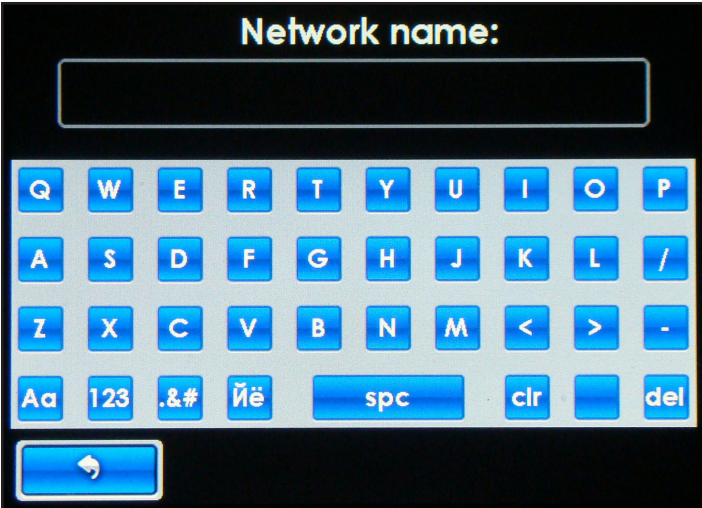 Network name:
Q W E R T Y U I O P
A S D F G H J K L /
Z X C V B N M < > -
Aa 123 .&# Йё spc clr del